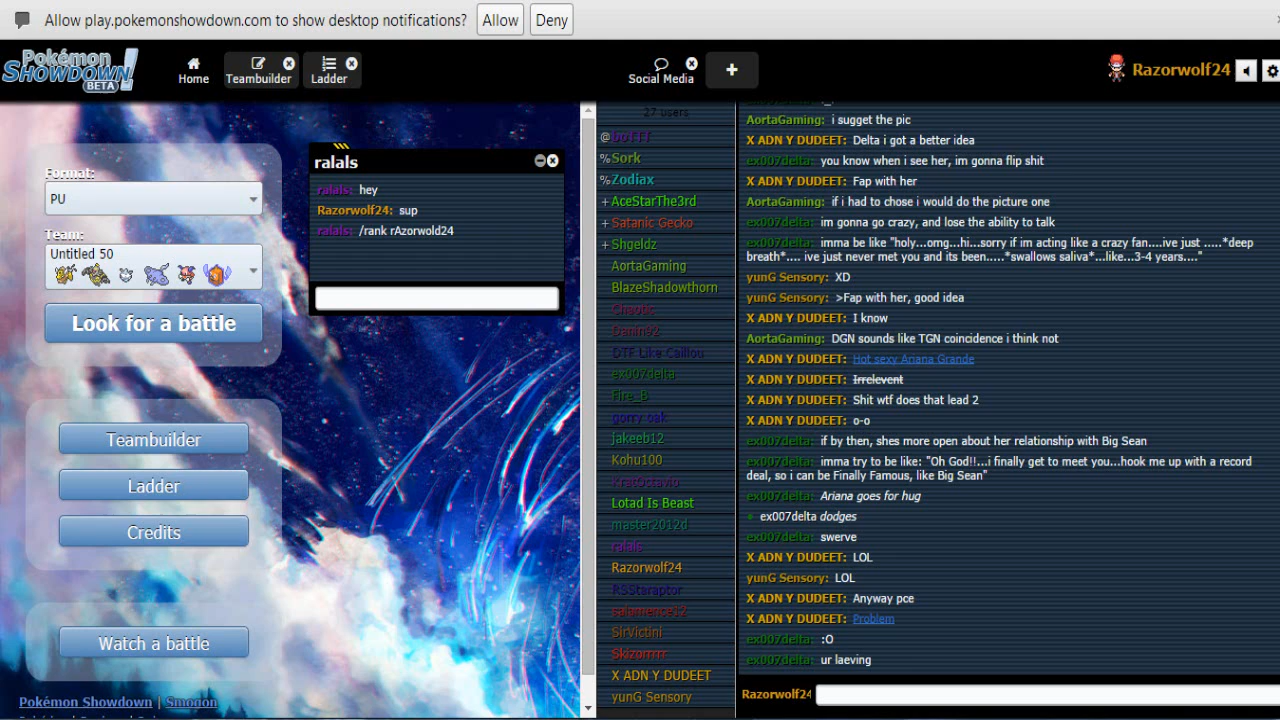 Allow play.pokemonshowdown.com to show desktop notifications? Allow Deny
Pokémon
SHOWDOWN!
BETA
Home
Teambuilder
Ladder
Social Media
+
Razorwolf24
Format:
PU
Team:
Untitled 50
Look for a battle
Teambuilder
Ladder
Credits
Watch a battle
Pokémon Showdown | Smogon
ralals
ralals: hey
Razorwolf24: sup
ralals: /rank rAzorwold24
27 users
%Sork
%Zodiax
+AceStarThe3rd
+Satanic Gecko
+Shgeldz
AortaGaming
BlazeShadowthorn
Chaotic
Danin92
DTF Like Caillou
ex007delta
Fire_B
gorry oak
jakeeb12
Kohu100
KratOctavio
Lotad Is Beast
master2012d
ralals
Razorwolf24
RSStaraptor
salamence12
SirVictini
Skizorrrrr
X ADN Y DUDEET
yunG Sensory
AortaGaming: i sugget the pic
X ADN Y DUDEET: Delta i got a better idea
ex007delta: you know when i see her, im gonna flip shit
X ADN Y DUDEET: Fap with her
AortaGaming: if i had to chose i would do the picture one
ex007delta: im gonna go crazy, and lose the ability to talk
ex007delta: imma be like "holy...omg...hi...sorry if im acting like a crazy fan....ive just .....*deep
breath*.... ive just never met you and its been.....*swallows saliva*...like...3-4 years...."
yunG Sensory: XD
yunG Sensory: >Fap with her, good idea
X ADN Y DUDEET: I know
AortaGaming: DGN sounds like TGN coincidence i think not
X ADN Y DUDEET: Hot sexy Ariana Grande
X ADN Y DUDEET: Irrelevent
X ADN Y DUDEET: Shit wtf does that lead 2
X ADN Y DUDEET: o-o
ex007delta: if by then, shes more open about her relationship with Big Sean
ex007delta: imma try to be like: "Oh God!!...i finally get to meet you...hook me up with a record
deal, so i can be Finally Famous, like Big Sean"
ex007delta: Ariana goes for hug
• ex007delta dodges
ex007delta: swerve
X ADN Y DUDEET: LOL
yunG Sensory: LOL
X ADN Y DUDEET: Anyway pce
X ADN Y DUDEET: Problem
ex007delta: :O
ex007delta: ur laeving
Razorwolf24